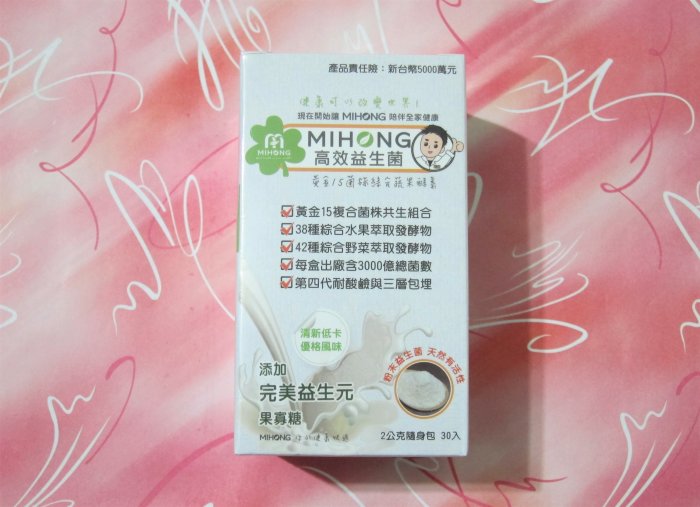 產品責任險：新台幣5000萬元
健康可以改變世界！
現在開始讓 MIHONG 陪伴全家健康
MIHONG
MIHONG
高效益生菌
黃金15菌株綜合蔬果酵素
黃金15複合菌株共生組合
38種綜合水果萃取發酵物
42種綜合野菜萃取發酵物
每盒出廠含3000億總菌數
第四代耐酸鹼與三層包埋
清新低卡
優格風味
粉末益生菌 天然有活性
添加
完美益生元
果寡糖
MIHONG
2公克隨身包 30入